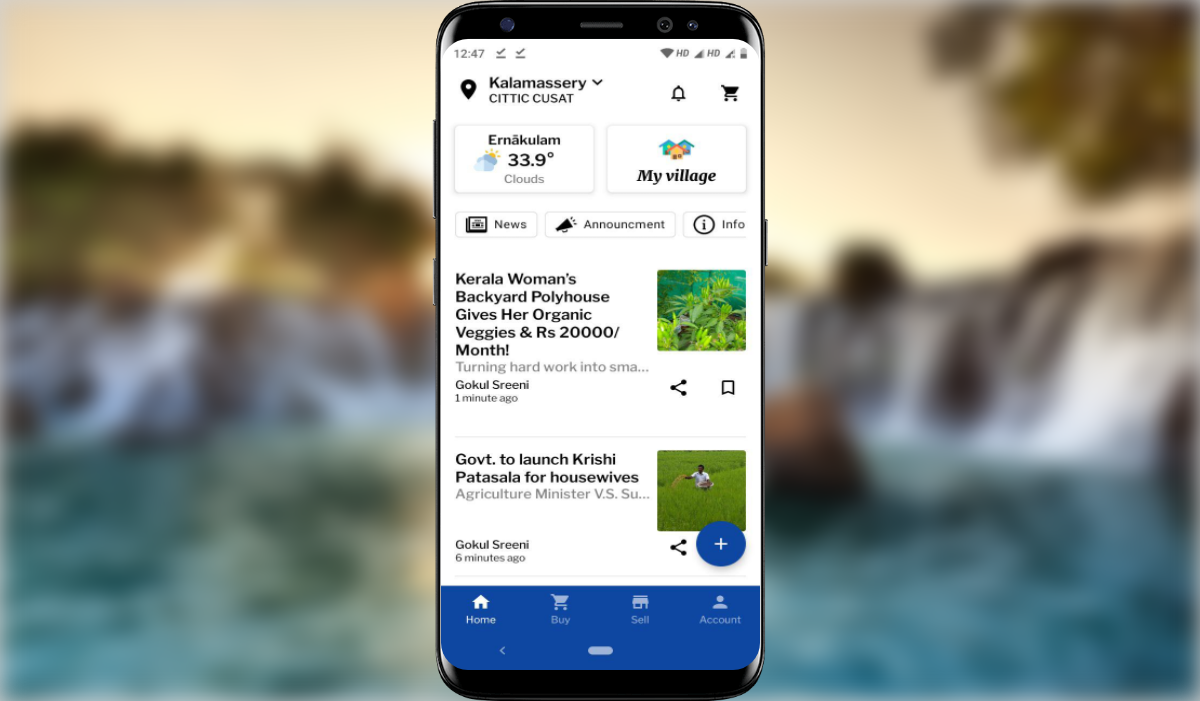 12:47 HD HD
Kalamassery
CITTIC CUSAT
Ernākulam
33.9°
Clouds
My village
News
Announcment
Info
Kerala Woman's
Backyard Polyhouse
Gives Her Organic
Veggies & Rs 20000/
Month!
Turning hard work into sma...
Gokul Sreeni
1 minute ago
Govt. to launch Krishi
Patasala for housewives
Agriculture Minister V.S. Su...
Gokul Sreeni
6 minutes ago
Home
Buy
Sell
Account